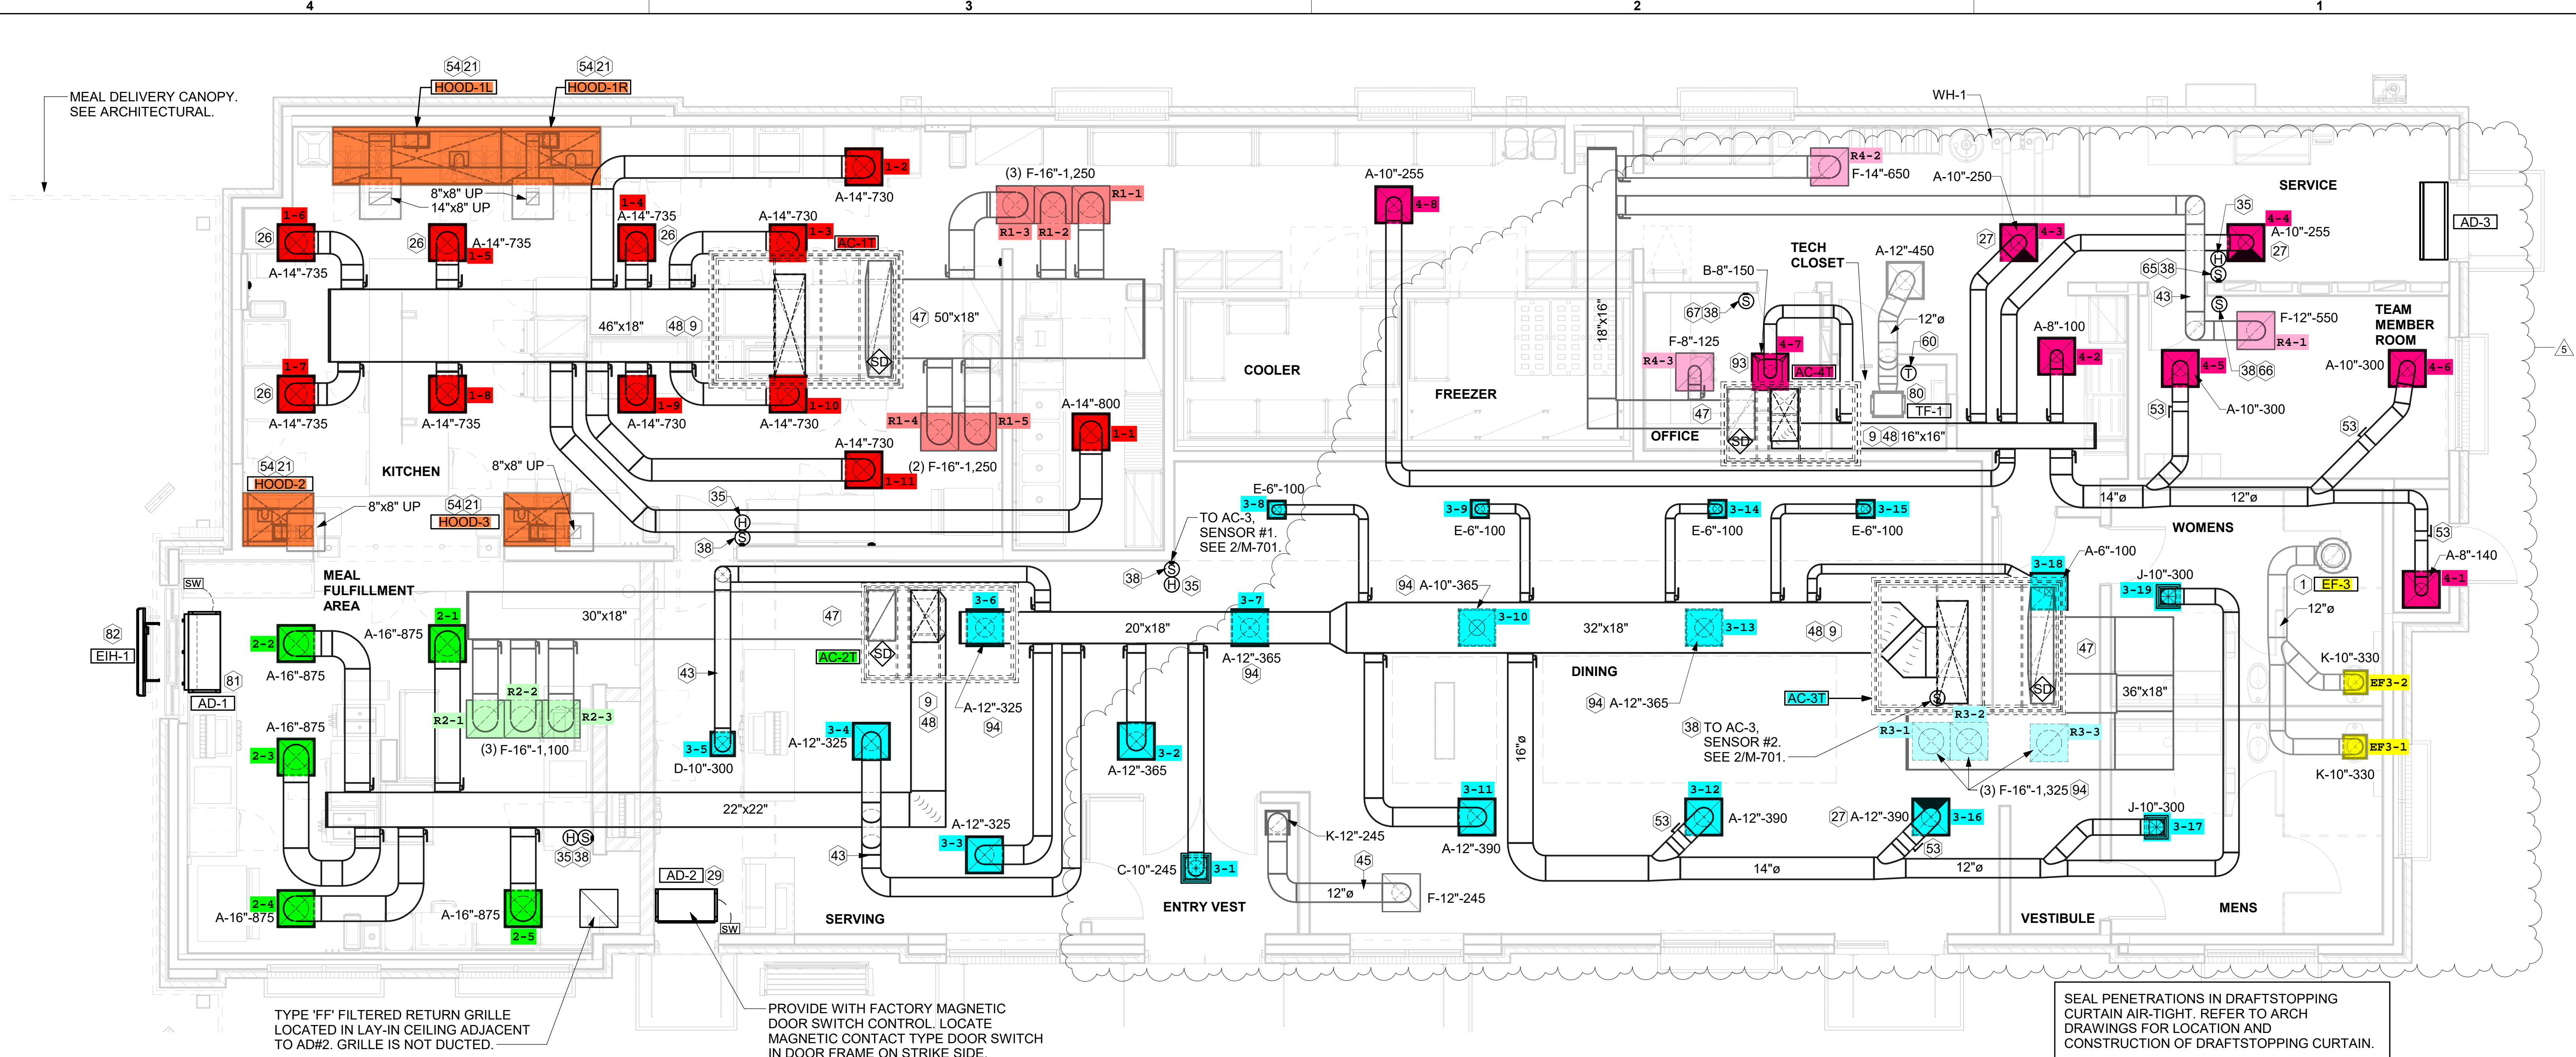 4
3
2
1
54 21
HOOD-1L
54 21
HOOD-1R
MEAL DELIVERY CANOPY.
SEE ARCHITECTURAL.
8"x8" UP
14"x8" UP
1-2
A-14"-730
1-6
26
A-14"-735
26
A-14"-735
1-5
1-4
A-14"-735
26
A-14"-730
1-3
AC-1T
(3) F-16"-1,250
R1-1
R1-3
R1-2
46"x18"
48 9
SD
47
50"x18"
1-7
26
A-14"-735
1-8
A-14"-735
1-9
A-14"-730
1-10
A-14"-730
A-14"-730
1-11
R1-4
R1-5
(2) F-16"-1,250
A-14"-800
1-1
KITCHEN
54 21
HOOD-2
8"x8" UP
54 21
HOOD-3
8"x8" UP
35
H
S
38
COOLER
FREEZER
A-10"-255
4-8
18"x16"
R4-2
F-14"-650
WH-1
A-10"-250
27
4-3
SERVICE
35
4-4
A-10"-255
27
H
S
65 38
43
S
F-12"-550
R4-1
38 66
AD-3
TECH
CLOSET
A-12"-450
B-8"-150
67 38
S
F-8"-125
R4-3
93
4-7
AC-4T
12"ø
60
T
80
TF-1
47
OFFICE
SD
9 48
16"x16"
A-8"-100
4-2
4-5
A-10"-300
53
TEAM
MEMBER
ROOM
A-10"-300
4-6
53
5
14"ø
12"ø
WOMENS
53
A-8"-140
4-1
E-6"-100
3-8
TO AC-3,
SENSOR #1.
SEE 2/M-701.
38
S
H
35
3-9
E-6"-100
3-14
E-6"-100
3-15
E-6"-100
MEAL
FULFILLMENT
AREA
SW
82
EIH-1
81
AD-1
2-2
A-16"-875
2-1
A-16"-875
30"x18"
R2-2
R2-1
R2-3
(3) F-16"-1,100
A-16"-875
2-3
43
3-5
D-10"-300
47
AC-2T
SD
9
48
3-6
A-12"-325
94
20"x18"
3-7
A-12"-365
94
94
A-10"-365
3-10
32"x18"
3-13
94
A-12"-365
48 9
DINING
3-4
A-12"-325
3-2
A-12"-365
38
TO AC-3,
SENSOR #2.
SEE 2/M-701.
AC-3T
S
SD
3-18
A-6"-100
J-10"-300
3-19
47
36"x18"
R3-2
R3-1
R3-3
(3) F-16"-1,325
94
1
EF-3
12"ø
K-10"-330
EF3-2
EF3-1
K-10"-330
22"x22"
16"ø
3-11
A-12"-390
3-12
A-12"-390
53
27
A-12"-390
3-16
53
J-10"-300
3-17
14"ø
12"ø
H
S
35 38
2-4
A-16"-875
A-16"-875
2-5
AD-2
29
SW
43
A-12"-325
3-3
SERVING
C-10"-245
3-1
ENTRY VEST
K-12"-245
45
12"ø
F-12"-245
VESTIBULE
MENS
TYPE 'FF' FILTERED RETURN GRILLE
LOCATED IN LAY-IN CEILING ADJACENT
TO AD#2. GRILLE IS NOT DUCTED.
PROVIDE WITH FACTORY MAGNETIC
DOOR SWITCH CONTROL. LOCATE
MAGNETIC CONTACT TYPE DOOR SWITCH
IN DOOR FRAME ON STRIKE SIDE.
SEAL PENETRATIONS IN DRAFTSTOPPING
CURTAIN AIR-TIGHT. REFER TO ARCH
DRAWINGS FOR LOCATION AND
CONSTRUCTION OF DRAFTSTOPPING CURTAIN.